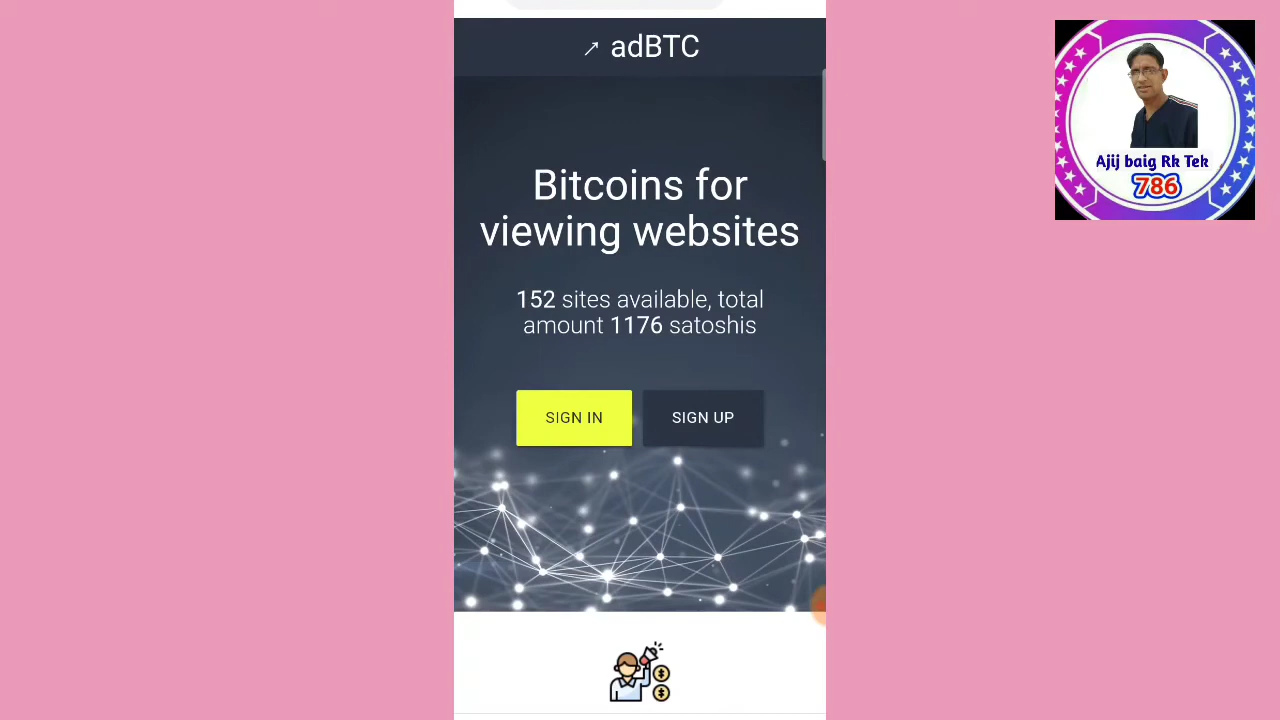 ↗ adBTC
Bitcoins for
viewing websites
152 sites available, total
amount 1176 satoshis
SIGN IN
SIGN UP
Ajij baig Rk Tek
786